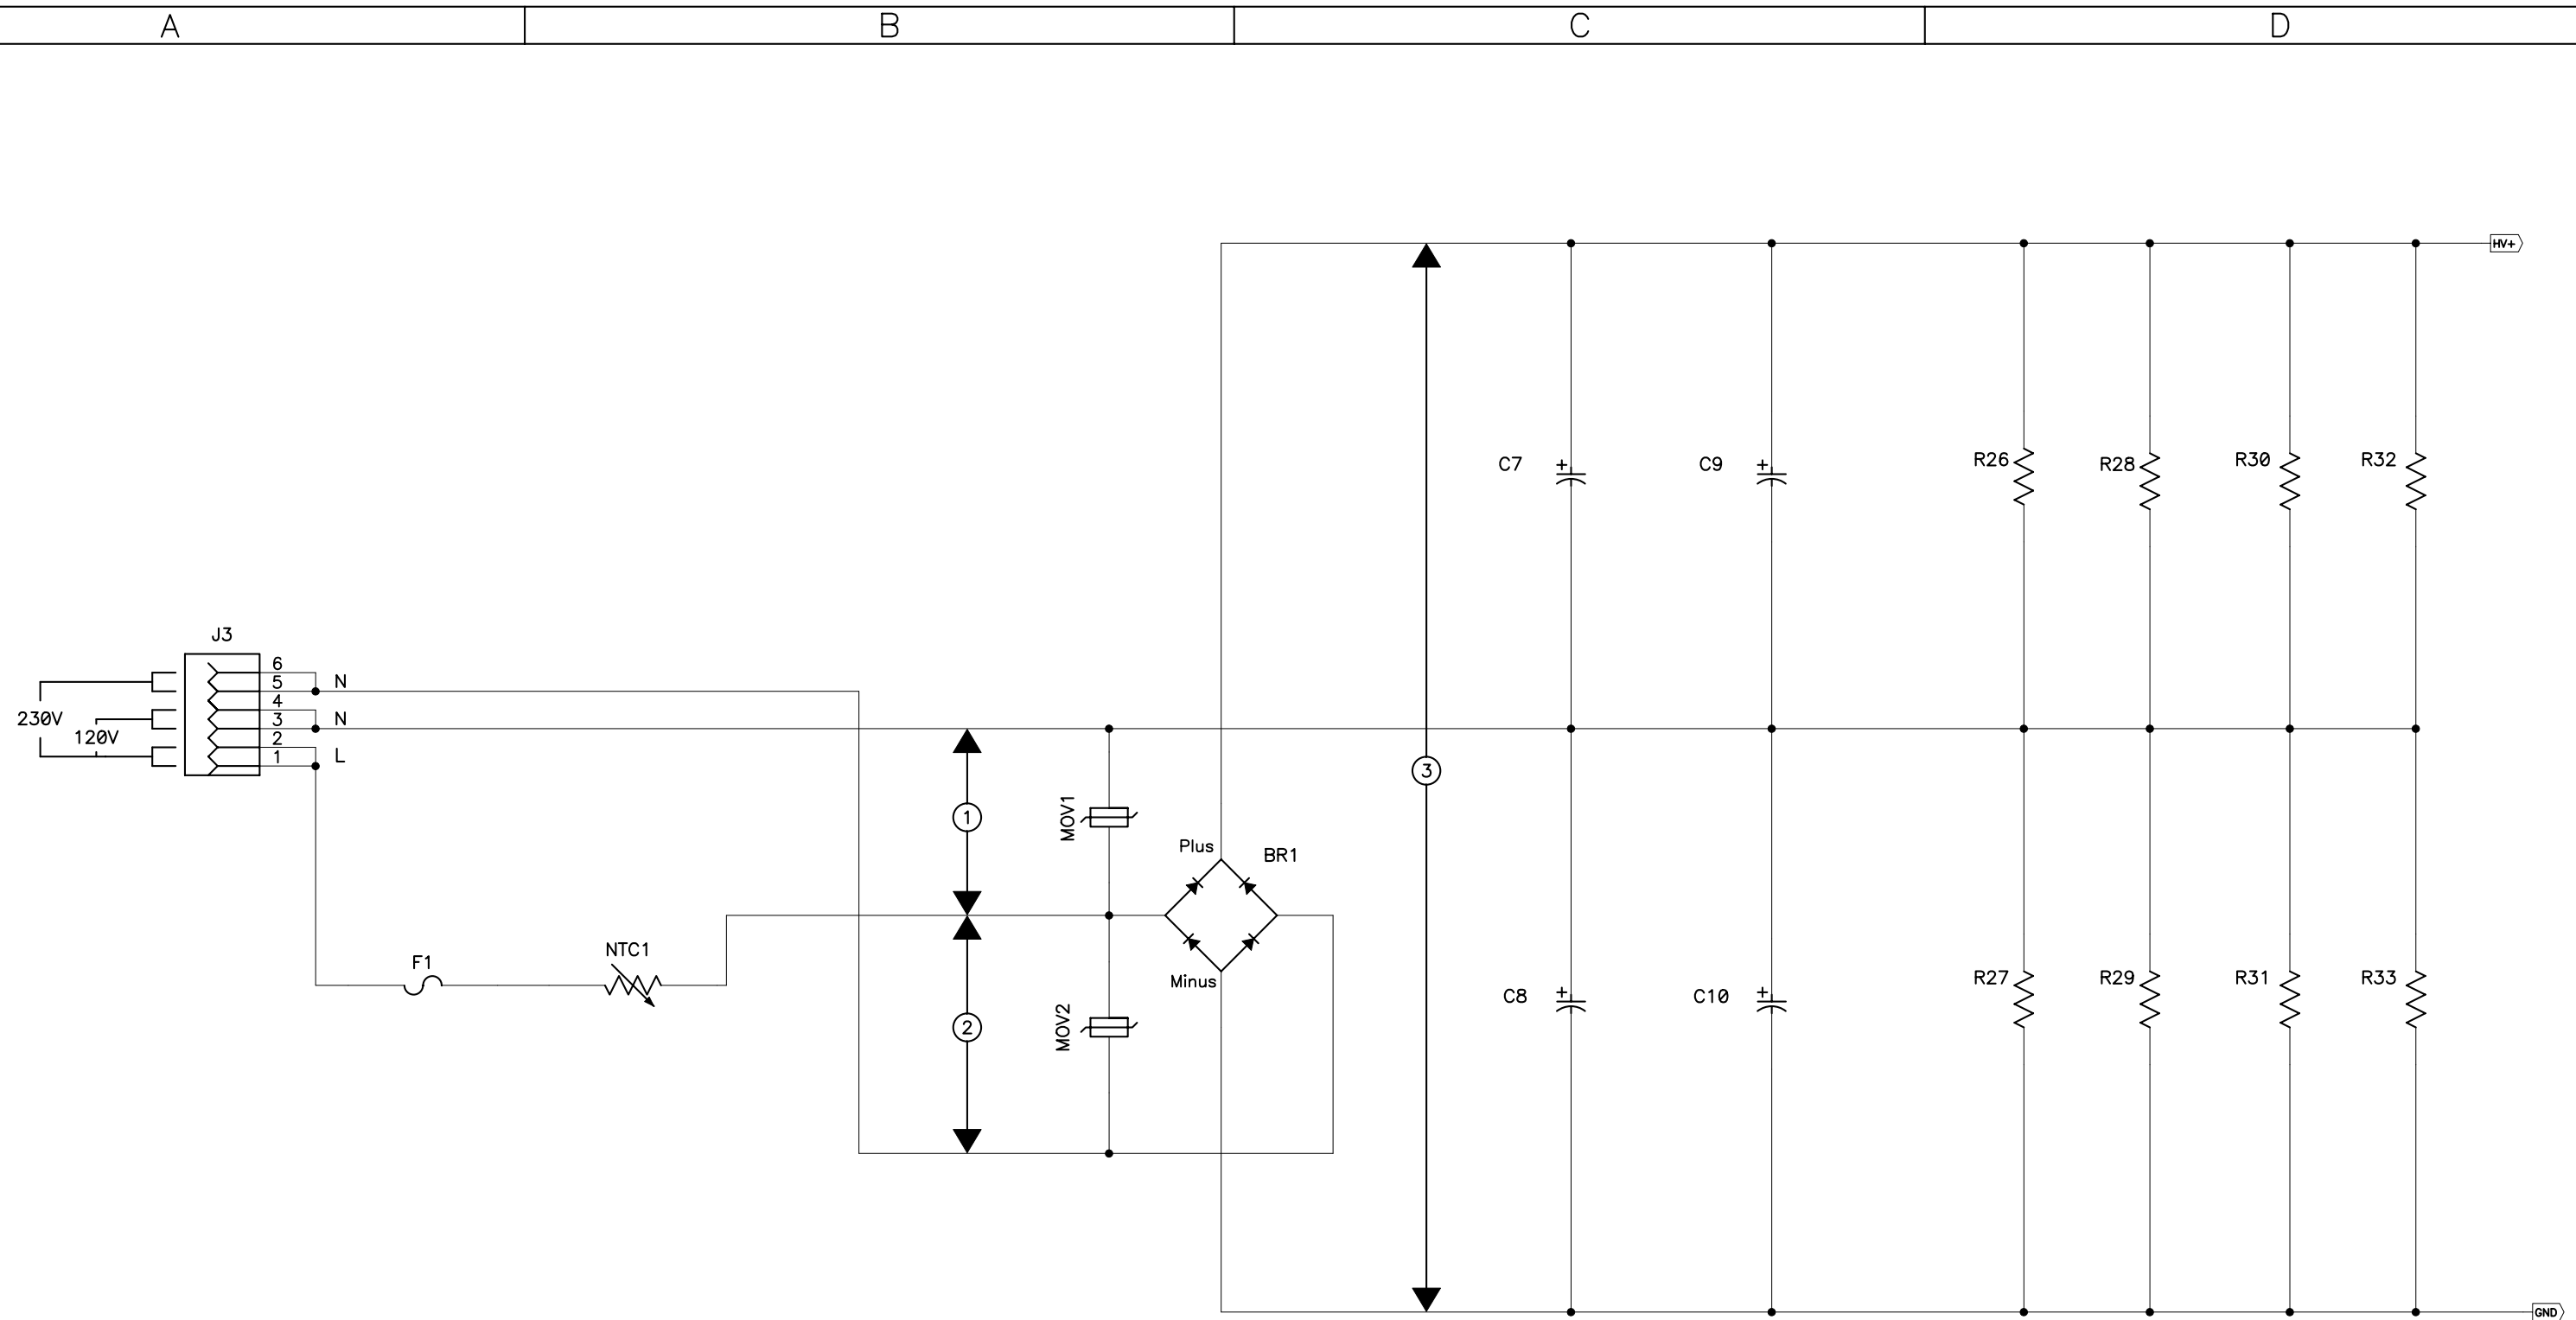 A B C D
HV+
C7 + C9 + R26 R28 R30 R32
J3
6
5 N
4
230V 3 N
120V 2
1 L
3
1 MOV1
Plus BR1
F1 NTC1 Minus
2 MOV2
C8 + C10 + R27 R29 R31 R33
GND